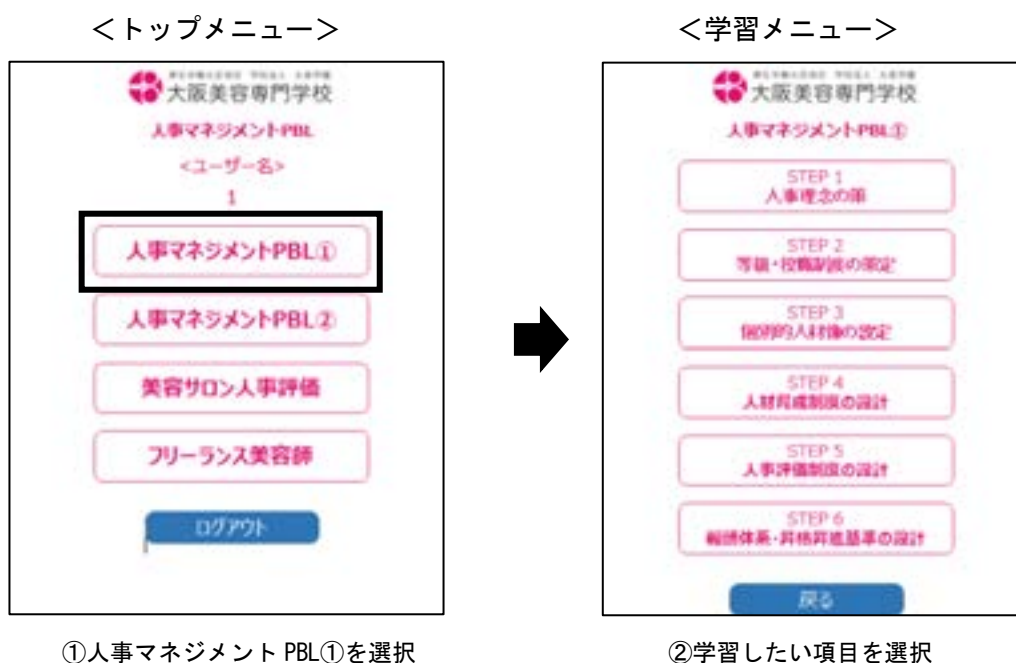 ＜トップメニュー＞
大阪美容専門学校
人事マネジメントPBL
<ユーザー名>
1
人事マネジメントPBL①
人事マネジメントPBL②
美容サロン人事評価
フリーランス美容師
ログアウト
①人事マネジメント PBL①を選択
＜学習メニュー＞
大阪美容専門学校
人事マネジメントPBL①
STEP 1
人事理念の策
STEP 2
等級・役職制度の策定
STEP 3
個別的人材像の設定
STEP 4
人材育成制度の設計
STEP 5
人事評価制度の設計
STEP 6
報酬体系・昇格昇進基準の設計
戻る
②学習したい項目を選択